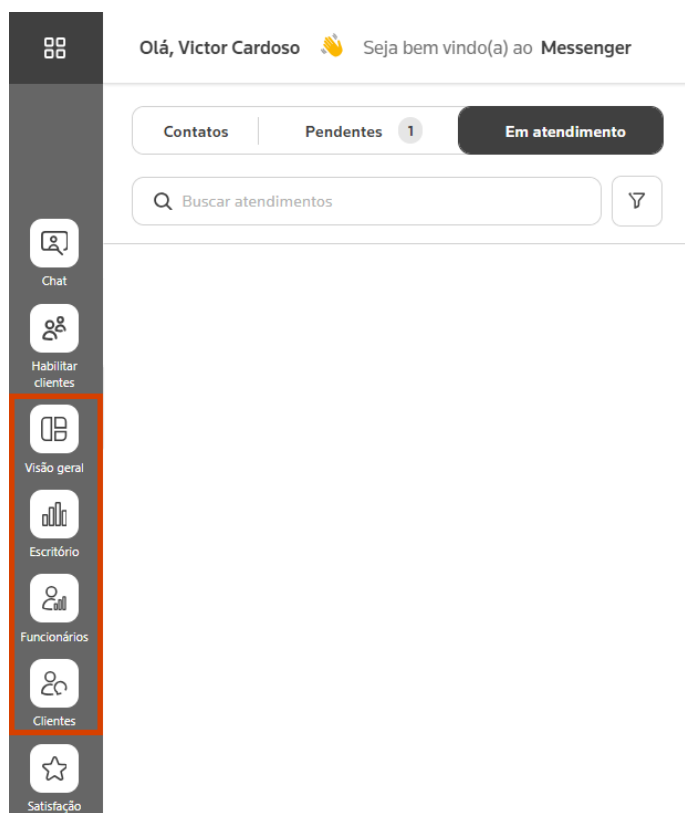 Olá, Victor Cardoso 👋 Seja bem vindo(a) ao Messenger
Contatos Pendentes 1 Em atendimento
Buscar atendimentos
Chat
Habilitar
clientes
Visão geral
Escritório
Funcionários
Clientes
Satisfação